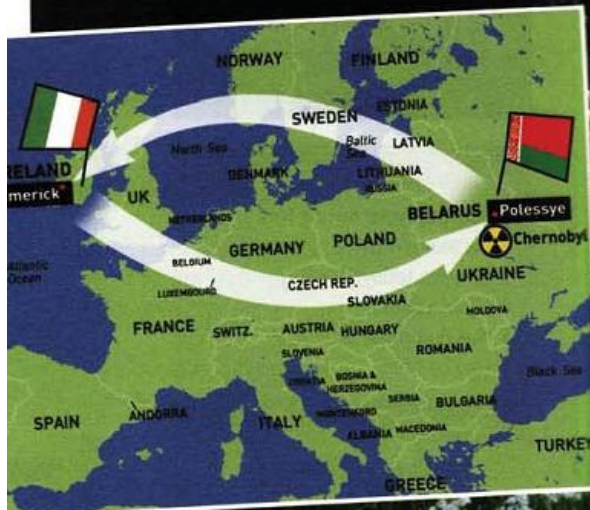 NORWAY
FINLAND
SWEDEN
ESTONIA
North Sea
Baltic
Sea
LATVIA
DENMARK
LITHUANIA
RUSSIA
RELAND
merick
UK
BELARUS
Polessye
Chernobyl
NETHERLANDS
GERMANY
POLAND
Atlantic
Ocean
BELGIUM
LUXEMBOURG
CZECH REP.
UKRAINE
SLOVAKIA
MOLDOVA
FRANCE
SWITZ.
AUSTRIA
HUNGARY
ROMANIA
SLOVENIA
CROATIA
BOSNIA &
HERZEGOVINA
SERBIA
Black Sea
BULGARIA
SPAIN
ANDORRA
ITALY
MONTENEGRO
ALBANIA
MACEDONIA
TURKEY
GREECE